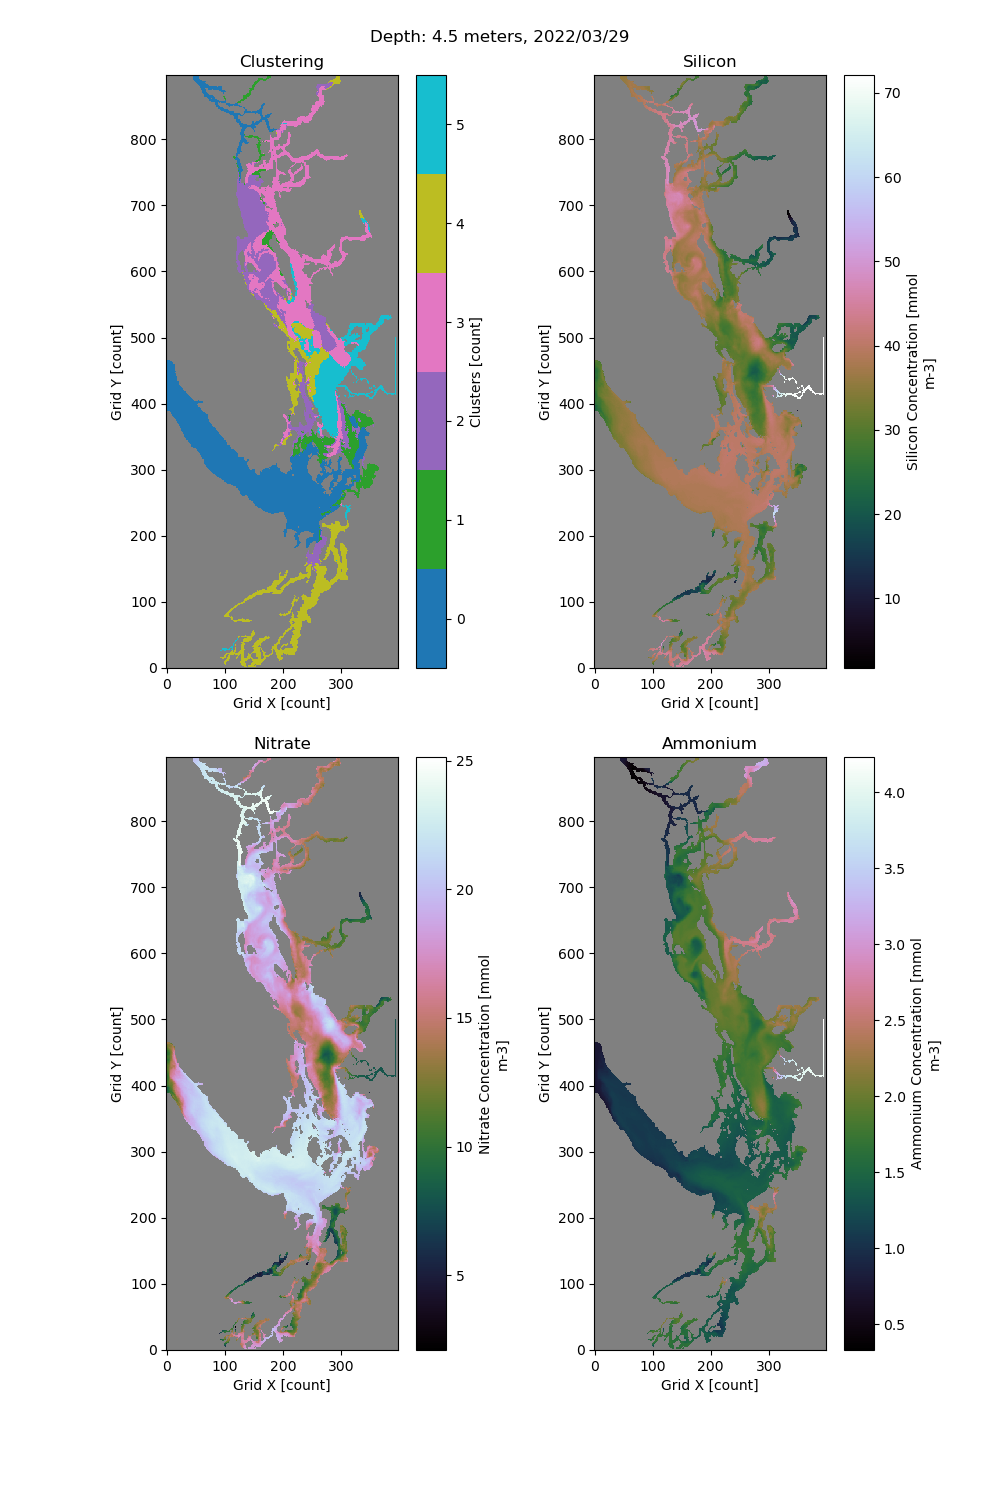 Depth: 4.5 meters, 2022/03/29
Clustering
Silicon
800
700
600
500
400
300
200
100
0
0 100 200 300
Grid X [count]
Grid Y [count]
5
4
3
2
1
0
Clusters [count]
800
700
600
500
400
300
200
100
0
0 100 200 300
Grid X [count]
Grid Y [count]
70
60
50
40
30
20
10
Silicon Concentration [mmol
m-3]
Nitrate
Ammonium
800
700
600
500
400
300
200
100
0
0 100 200 300
Grid X [count]
Grid Y [count]
25
20
15
10
5
Nitrate Concentration [mmol
m-3]
800
700
600
500
400
300
200
100
0
0 100 200 300
Grid X [count]
Grid Y [count]
4.0
3.5
3.0
2.5
2.0
1.5
1.0
0.5
Ammonium Concentration [mmol
m-3]